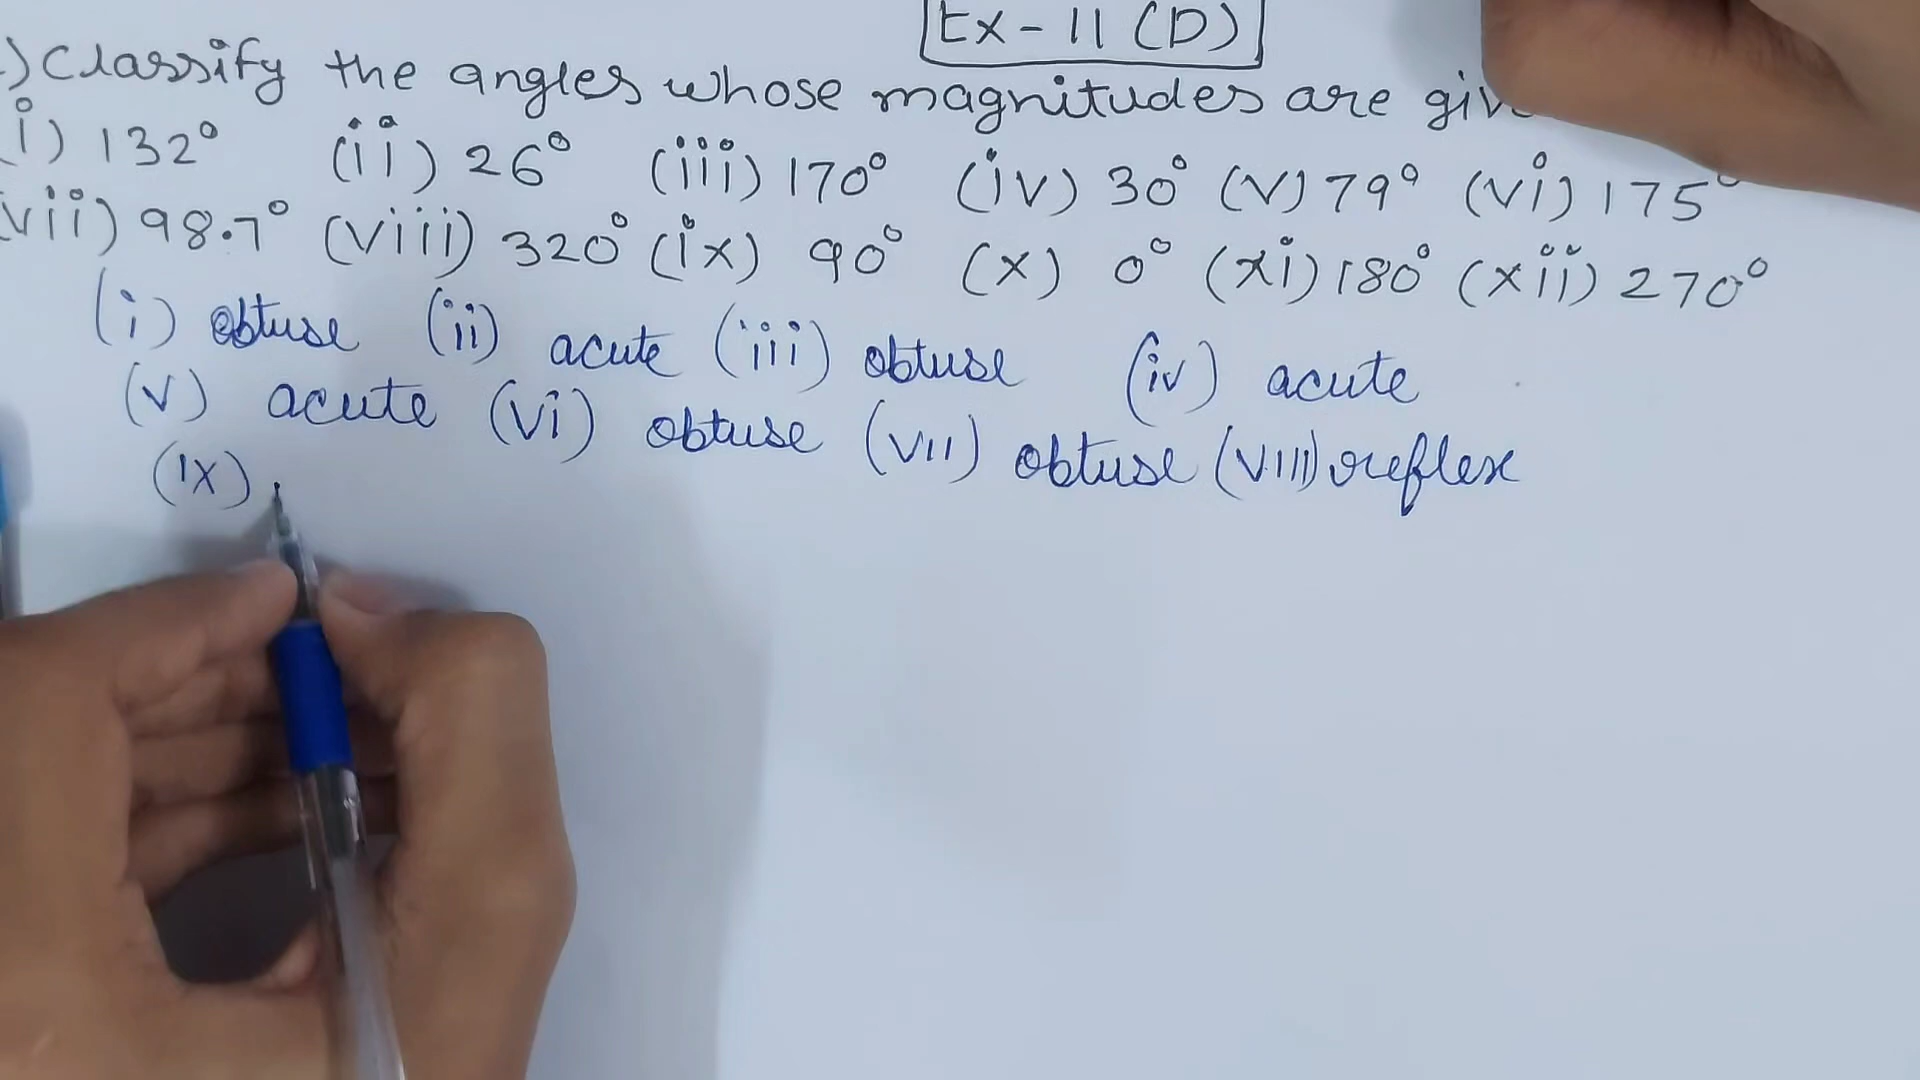 Ex-11 (D)
) Classify the angles whose magnitudes are
(i) 132° (ii) 26° (iii) 170° (iv) 30° (v) 79° (vi) 175°
(vii) 98.7° (viii) 320° (ix) 90° (x) 0° (xi) 180° (xii) 270°
(i) obtuse (ii) acute (iii) obtuse (iv) acute
(v) acute (vi) obtuse (VII) obtuse (VIII) reflex
(IX)